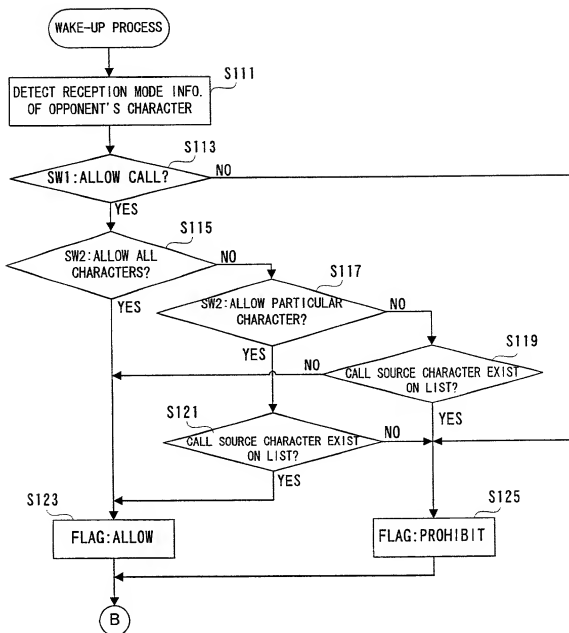 WAKE-UP PROCESS
S111
DETECT RECEPTION MODE INFO.
OF OPPONENT'S CHARACTER
S113
SW1:ALLOW CALL?
NO
YES
S115
SW2:ALLOW ALL
CHARACTERS?
NO
YES
S117
SW2:ALLOW PARTICULAR
CHARACTER?
NO
YES
S119
CALL SOURCE CHARACTER EXIST
ON LIST?
NO
YES
S121
CALL SOURCE CHARACTER EXIST
ON LIST?
NO
YES
S123
FLAG:ALLOW
S125
FLAG:PROHIBIT
B